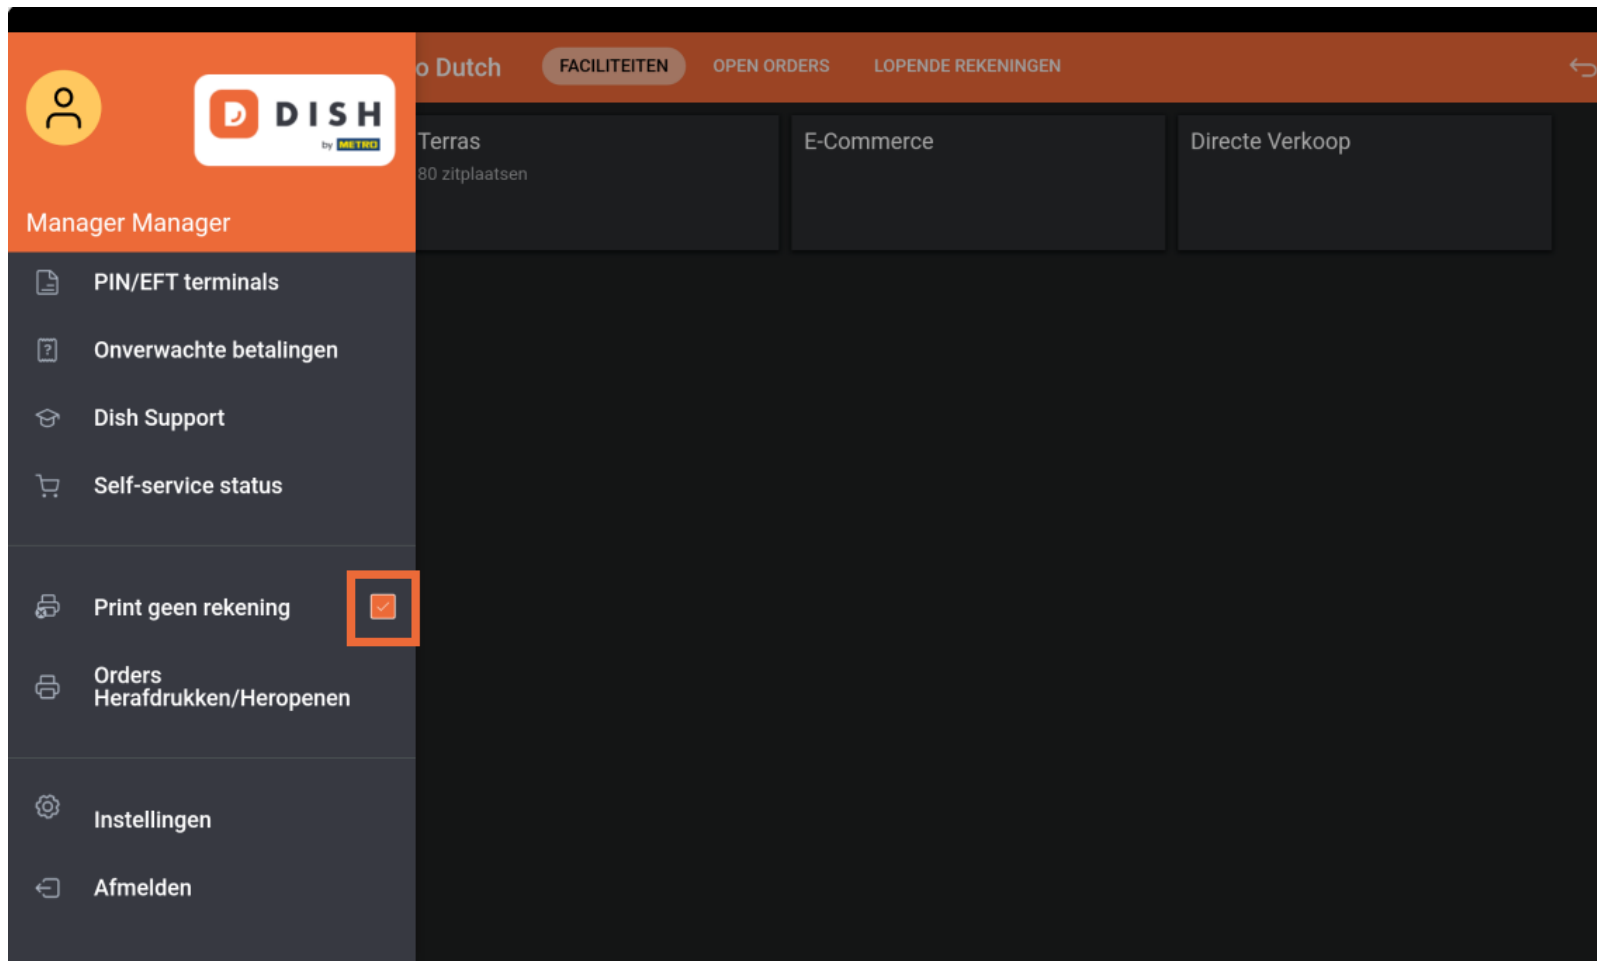 o Dutch
FACILITEITEN
OPEN ORDERS
LOPENDE REKENINGEN
DISH
by METRO
Manager Manager
Terras
80 zitplaatsen
E-Commerce
Directe Verkoop
PIN/EFT terminals
Onverwachte betalingen
Dish Support
Self-service status
Print geen rekening
Orders
Herafdrukken/Heropenen
Instellingen
Afmelden